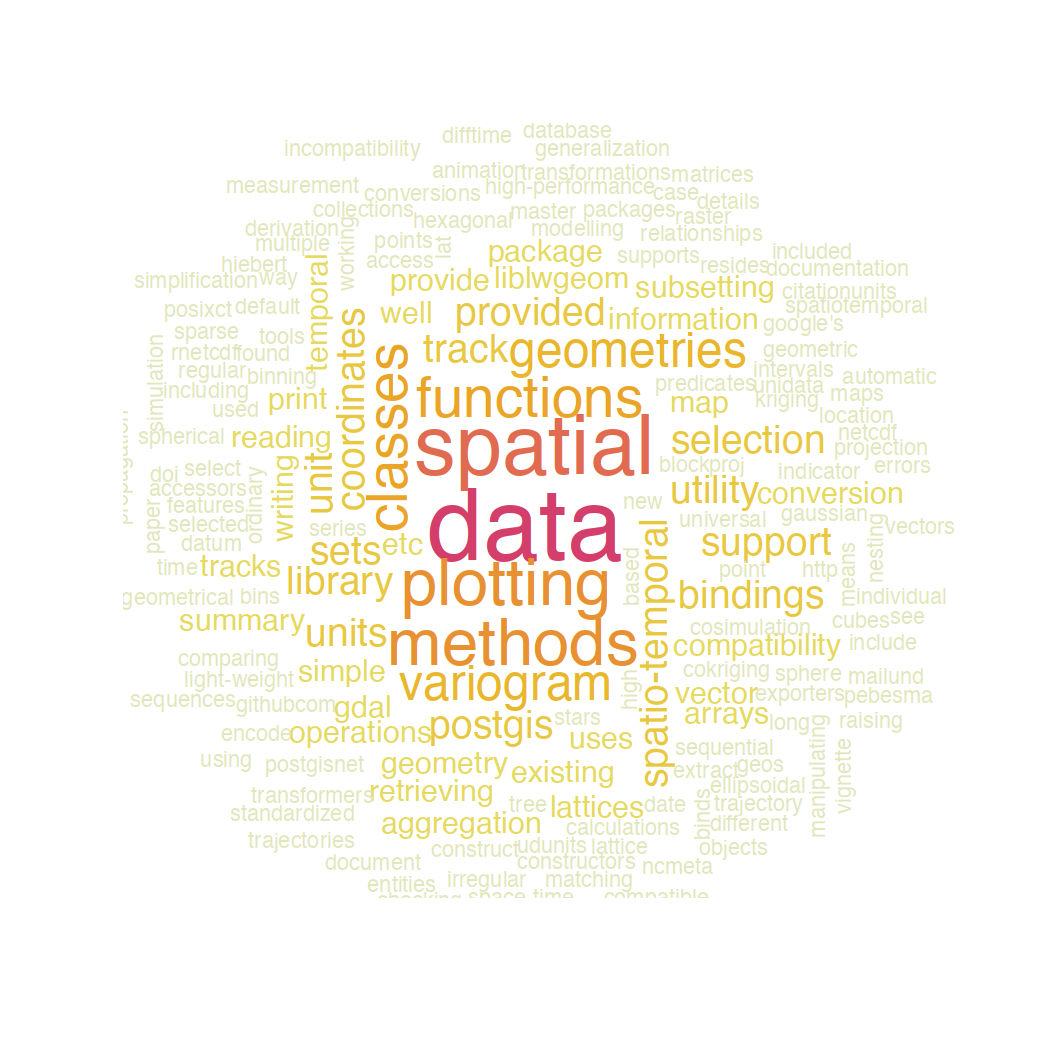 difftime
database
incompatibility
generalization
animation
transformations
matrices
measurement
conversions
high-performance
case
details
collections
hexagonal
master
packages
raster
derivation
working
modelling
relationships
multiple
points
lat
package
supports
included
hiebert
temporal
access
resides
documentation
simplification
way
provide
liblwgeom
subsetting
citation
units
posixct
default
well
provided
information
spatiotemporal
sparse
tools
coordinates
track
geometries
google's
rnetcdf
found
classes
geometric
simulation
regular
binning
functions
predicates
unidata
intervals
automatic
including
print
map
kriging
maps
used
spatial
location
spherical
reading
selection
netcdf
projection
doi
select
unit
blockproj
indicator
errors
accessors
writing
utility
conversion
features
ordinary
data
new
paper
selected
series
universal
gaussian
vectors
datum
sets
etc
support
nesting
time
tracks
library
plotting
based
spatio-temporal
point
http
means
geometrical
bins
bindings
individual
summary
units
methods
cosimulation
cubes
see
comparing
simple
compatibility
include
light-weight
variogram
high
cokriging
sphere
mailund
sequences
githubcom
gdal
vector
exporters
pebesma
encode
operations
postgis
stars
arrays
long
raising
using
postgisnet
geometry
uses
sequential
manipulating
vignette
existing
extract
geos
transformers
retrieving
ellipsoidal
standardized
tree
lattices
date
binds
trajectory
trajectories
aggregation
calculations
different
document
construct
udunits
lattice
objects
constructors
ncmeta
entities
irregular
matching
space-time
compatible